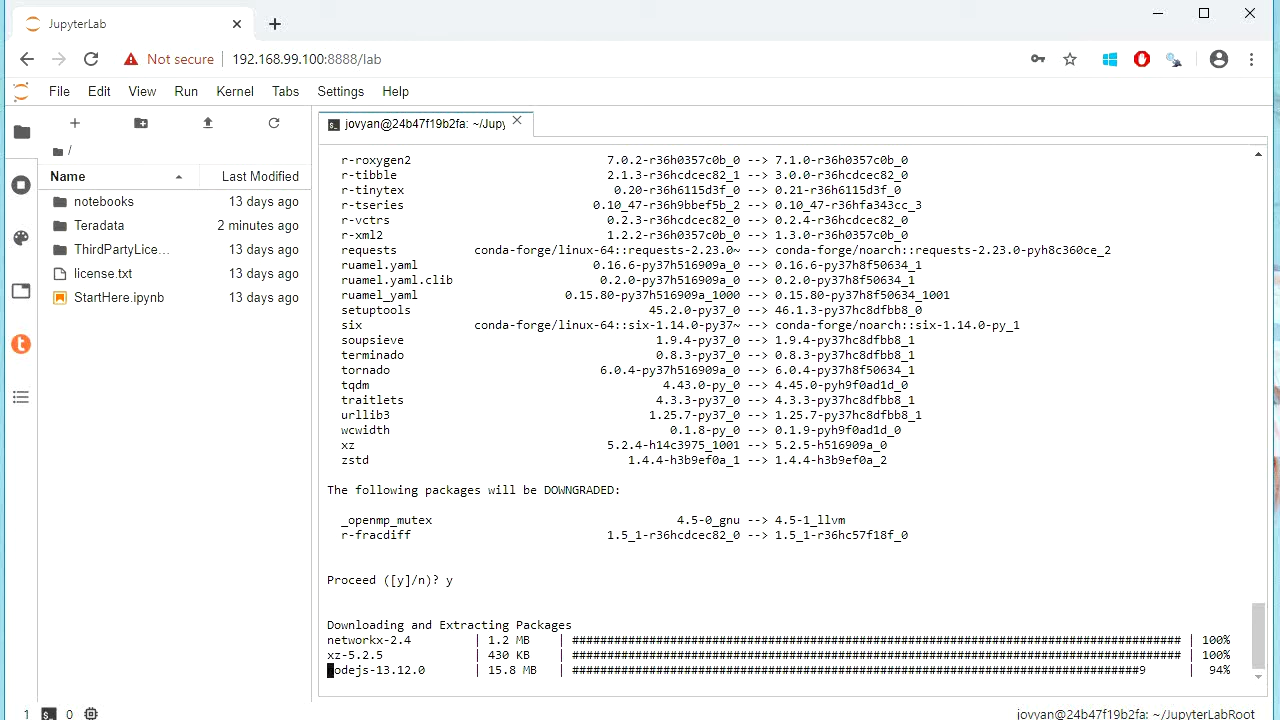 JupyterLab
Not secure 192.168.99.100:8888/lab
File Edit View Run Kernel Tabs Settings Help
jovyan@24b47f19b2fa: ~/Jupy
/
Name Last Modified
notebooks 13 days ago
Teradata 2 minutes ago
ThirdPartyLice... 13 days ago
license.txt 13 days ago
StartHere.ipynb 13 days ago
r-roxygen2 7.0.2-r36h0357c0b_0 --> 7.1.0-r36h0357c0b_0
r-tibble 2.1.3-r36hcdcec82_1 --> 3.0.0-r36hcdcec82_0
r-tinytex 0.20-r36h6115d3f_0 --> 0.21-r36h6115d3f_0
r-tseries 0.10_47-r36h9bbef5b_2 --> 0.10_47-r36hfa343cc_3
r-vctrs 0.2.3-r36hcdcec82_0 --> 0.2.4-r36hcdcec82_0
r-xml2 1.2.2-r36h0357c0b_0 --> 1.3.0-r36h0357c0b_0
requests conda-forge/linux-64::requests-2.23.0~ --> conda-forge/noarch::requests-2.23.0-pyh8c360ce_2
ruamel.yaml 0.16.6-py37h516909a_0 --> 0.16.6-py37h8f50634_1
ruamel.yaml.clib 0.2.0-py37h516909a_0 --> 0.2.0-py37h8f50634_1
ruamel_yaml 0.15.80-py37h516909a_1000 --> 0.15.80-py37h8f50634_1001
setuptools 45.2.0-py37_0 --> 46.1.3-py37hc8dfbb8_0
six conda-forge/linux-64::six-1.14.0-py37~ --> conda-forge/noarch::six-1.14.0-py_1
soupsieve 1.9.4-py37_0 --> 1.9.4-py37hc8dfbb8_1
terminado 0.8.3-py37_0 --> 0.8.3-py37hc8dfbb8_1
tornado 6.0.4-py37h516909a_0 --> 6.0.4-py37h8f50634_1
tqdm 4.43.0-py_0 --> 4.45.0-pyh9f0ad1d_0
traitlets 4.3.3-py37_0 --> 4.3.3-py37hc8dfbb8_1
urllib3 1.25.7-py37_0 --> 1.25.7-py37hc8dfbb8_1
wcwidth 0.1.8-py_0 --> 0.1.9-pyh9f0ad1d_0
xz 5.2.4-h14c3975_1001 --> 5.2.5-h516909a_0
zstd 1.4.4-h3b9ef0a_1 --> 1.4.4-h3b9ef0a_2
The following packages will be DOWNGRADED:
_openmp_mutex 4.5-0_gnu --> 4.5-1_llvm
r-fracdiff 1.5_1-r36hcdcec82_0 --> 1.5_1-r36hc57f18f_0
Proceed ([y]/n)? y
Downloading and Extracting Packages
networkx-2.4 | 1.2 MB | ####################################################################################### | 100%
xz-5.2.5 | 430 KB | ####################################################################################### | 100%
odejs-13.12.0 | 15.8 MB | #################################################################################9 | 94%
1 0 jovyan@24b47f19b2fa: ~/JupyterLabRoot